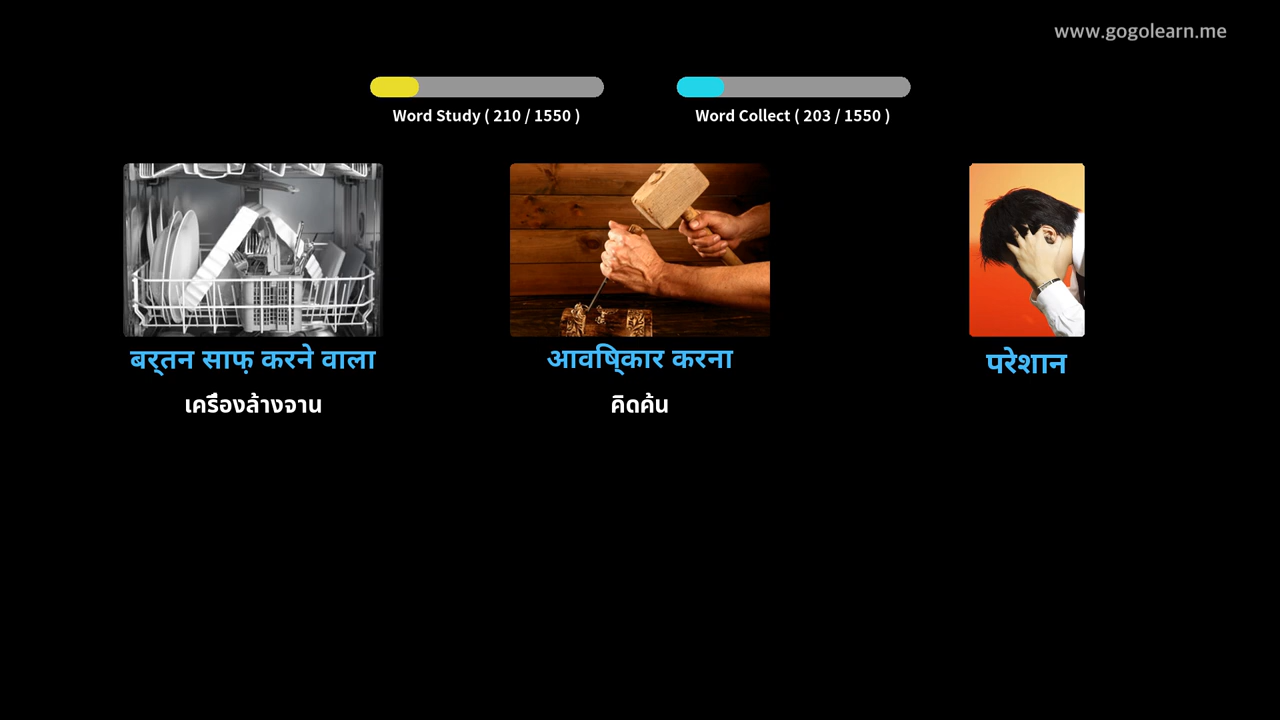 www.gogolearn.me
Word Study ( 210 / 1550 )
Word Collect ( 203 / 1550 )
बर्तन साफ़ करने वाला
आविष्कार करना
परेशान
เครื่องล้างจาน
คิดค้น